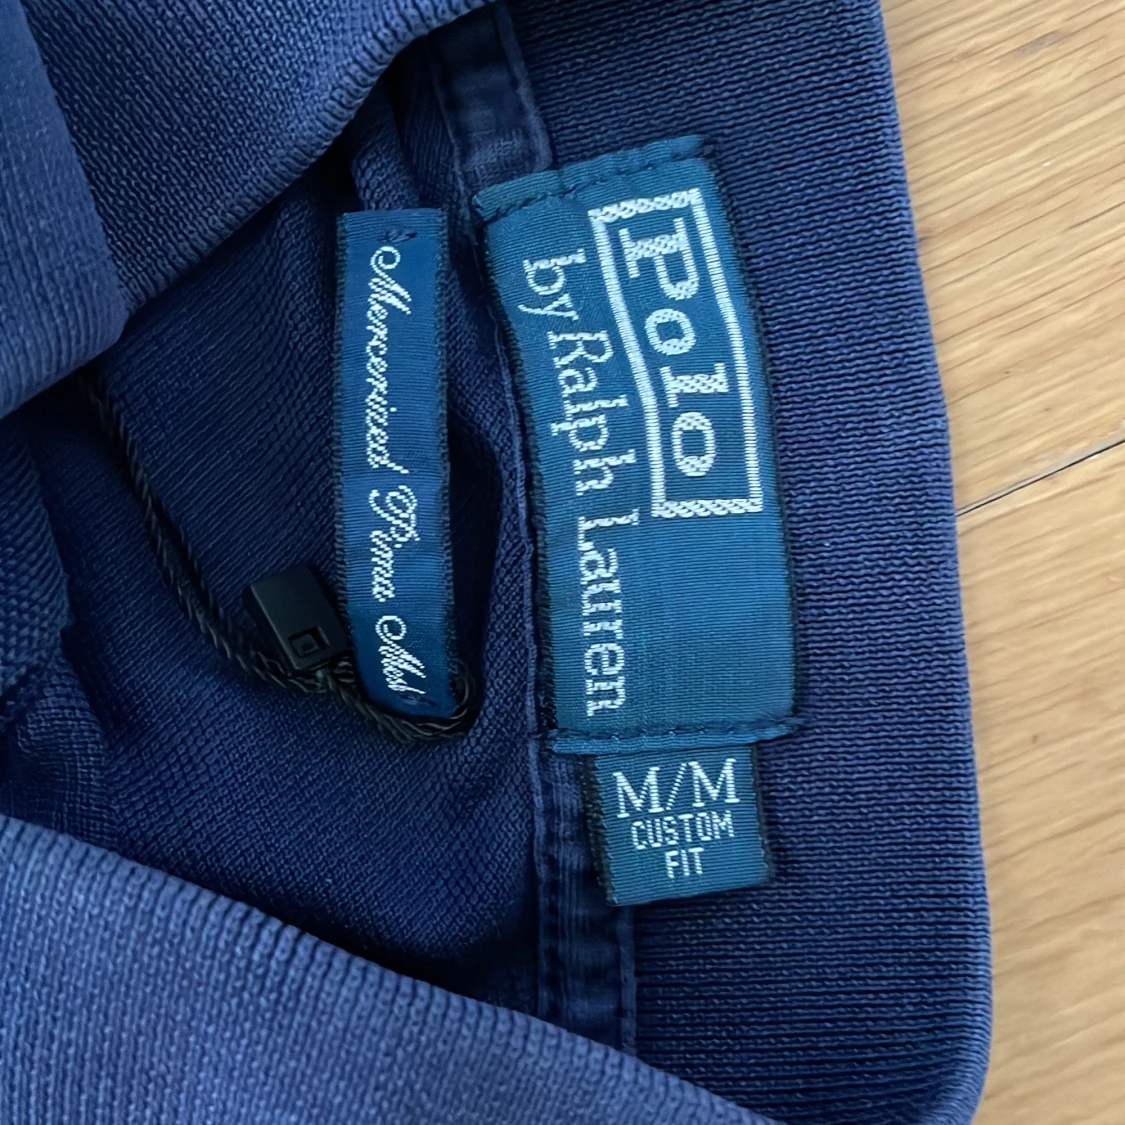 Polo
by Ralph Lauren
M/M
CUSTOM
FIT
Mercerized Pima Mesh